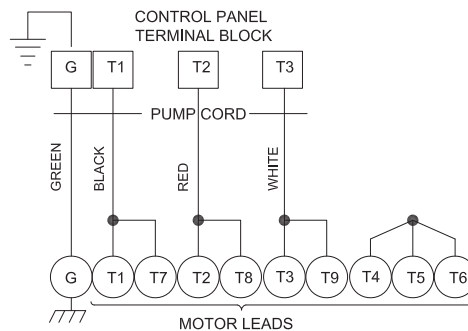 CONTROL PANEL
TERMINAL BLOCK
G T1 T2 T3
PUMP CORD
GREEN
BLACK
RED
WHITE
G T1 T7 T2 T8 T3 T9 T4 T5 T6
MOTOR LEADS